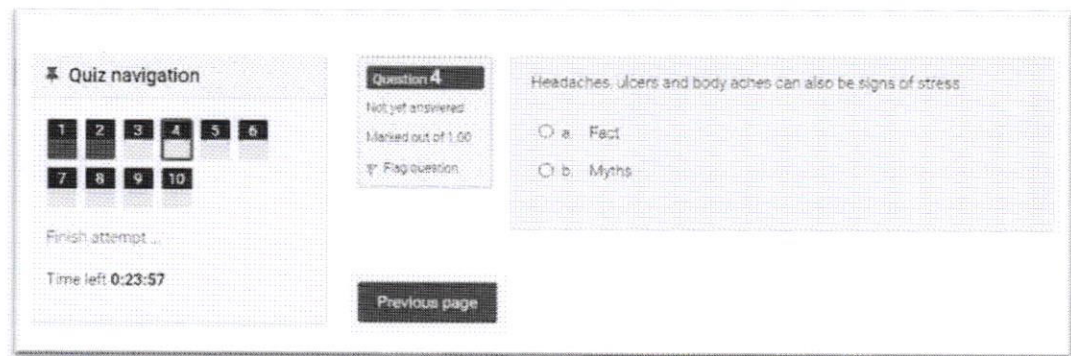 Quiz navigation
1 2 3 4 5 6
7 8 9 10
Finish attempt ...
Time left 0:23:57
Question 4
Not yet answered
Marked out of 1.00
Flag question
Headaches, ulcers and body aches can also be signs of stress
a. Fact
b. Myths
Previous page